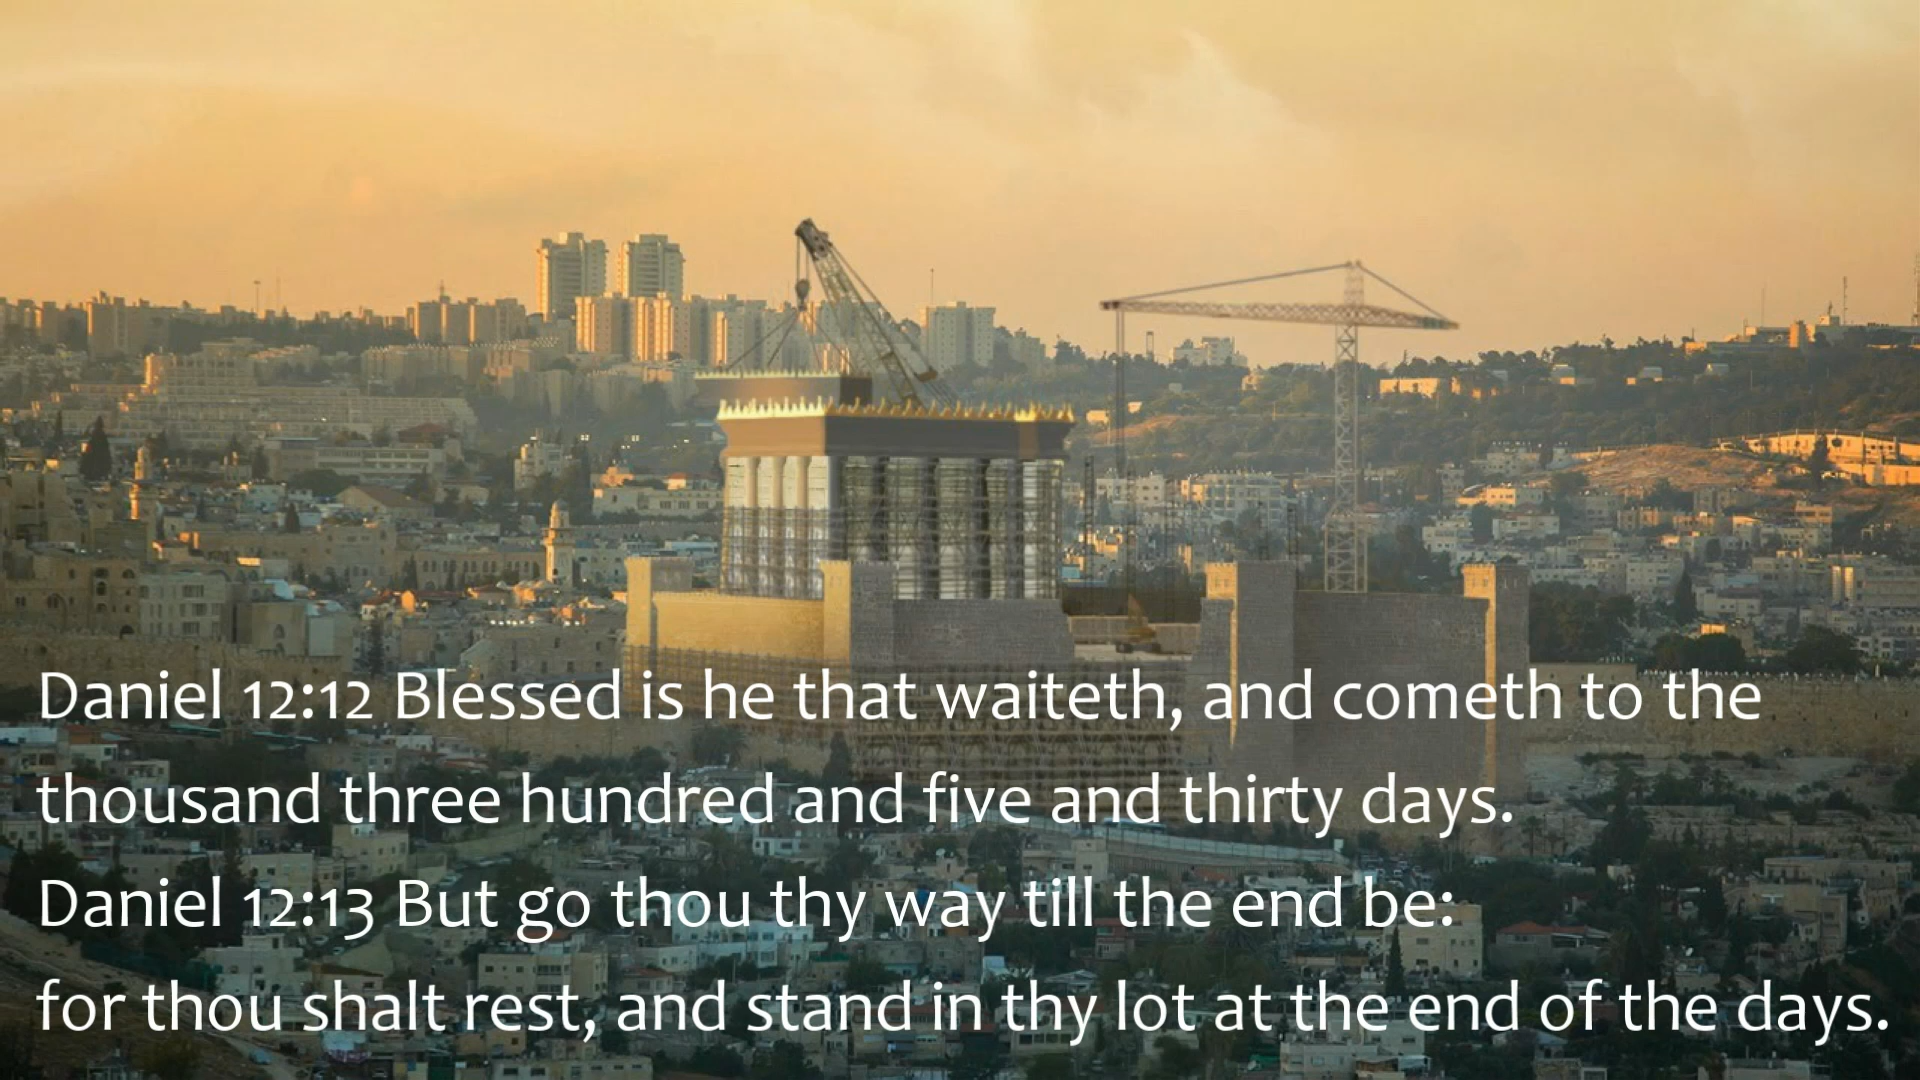 Daniel 12:12 Blessed is he that waiteth, and cometh to the
thousand three hundred and five and thirty days.
Daniel 12:13 But go thou thy way till the end be:
for thou shalt rest, and stand in thy lot at the end of the days.